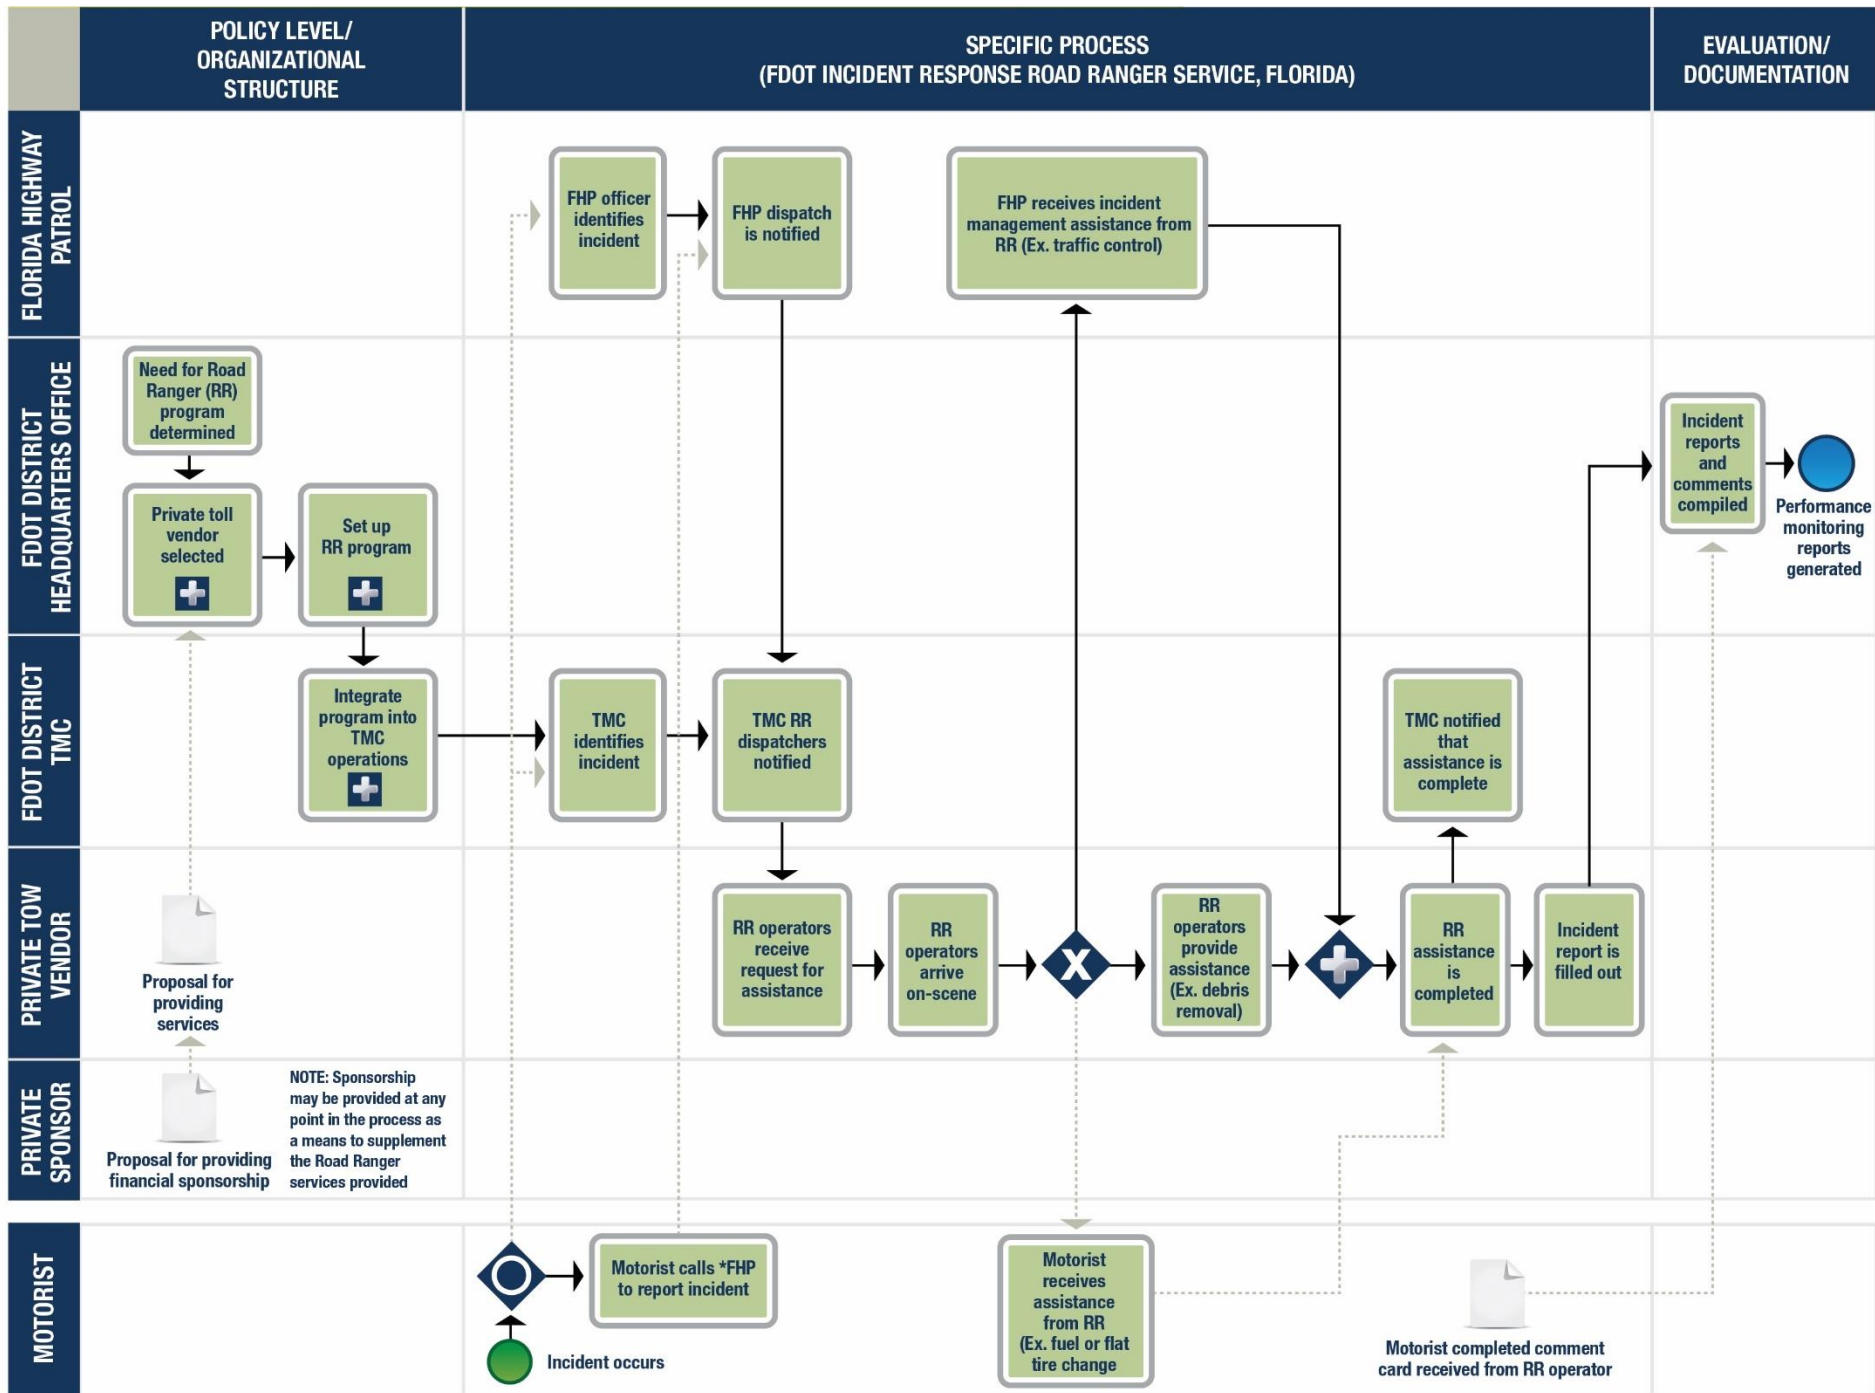 POLICY LEVEL/
ORGANIZATIONAL
STRUCTURE
SPECIFIC PROCESS
(FDOT INCIDENT RESPONSE ROAD RANGER SERVICE, FLORIDA)
EVALUATION/
DOCUMENTATION
FLORIDA HIGHWAY
PATROL
FHP officer
identifies
incident
FHP dispatch
is notified
FHP receives incident
management assistance from
RR (Ex. traffic control)
FDOT DISTRICT
HEADQUARTERS OFFICE
Need for Road
Ranger (RR)
program
determined
Private toll
vendor
selected
Set up
RR program
Incident
reports
and
comments
compiled
Performance
monitoring
reports
generated
FDOT DISTRICT
TMC
Integrate
program into
TMC
operations
TMC
identifies
incident
TMC RR
dispatchers
notified
TMC notified
that
assistance is
complete
PRIVATE TOW
VENDOR
Proposal for
providing
services
RR operators
receive
request for
assistance
RR
operators
arrive
on-scene
X
RR
operators
provide
assistance
(Ex. debris
removal)
RR
assistance
is
completed
Incident
report is
filled out
PRIVATE
SPONSOR
Proposal for providing
financial sponsorship
NOTE: Sponsorship
may be provided at any
point in the process as
a means to supplement
the Road Ranger
services provided
MOTORIST
Incident occurs
Motorist calls *FHP
to report incident
Motorist
receives
assistance
from RR
(Ex. fuel or flat
tire change
Motorist completed comment
card received from RR operator